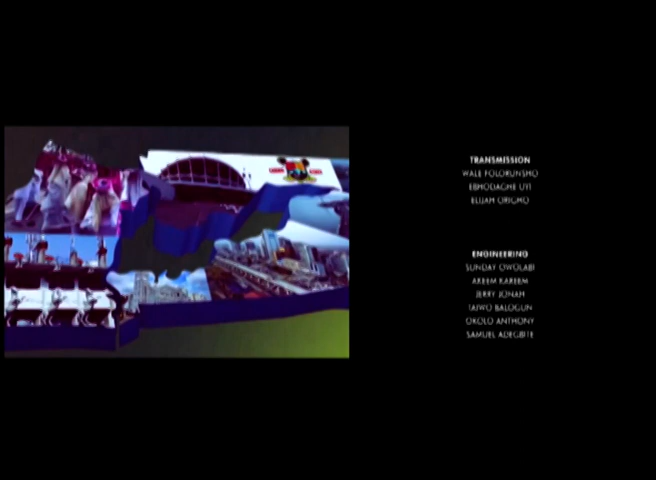 TRANSMISSION
WALE FOLORUNSHO
EBHODAGHE UYI
ELIJAH ORIGHO
ENGINEERING
SUNDAY OWOLABI
AKEEM KAREEM
JERRY JONAH
TAIWO BALOGUN
OKOLO ANTHONY
SAMUEL ADEGBITE